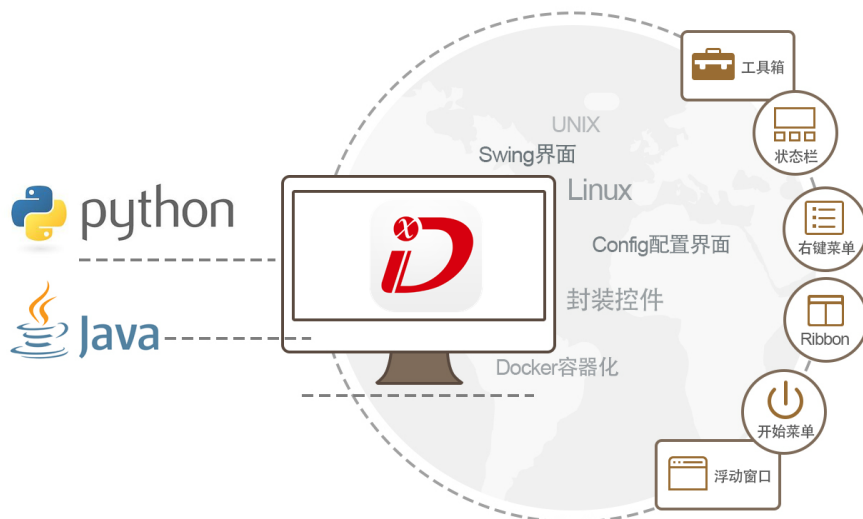 工具箱
UNIX
状态栏
Swing界面
Linux
python
右键菜单
Config配置界面
封装控件
Java
Ribbon
Docker容器化
开始菜单
浮动窗口